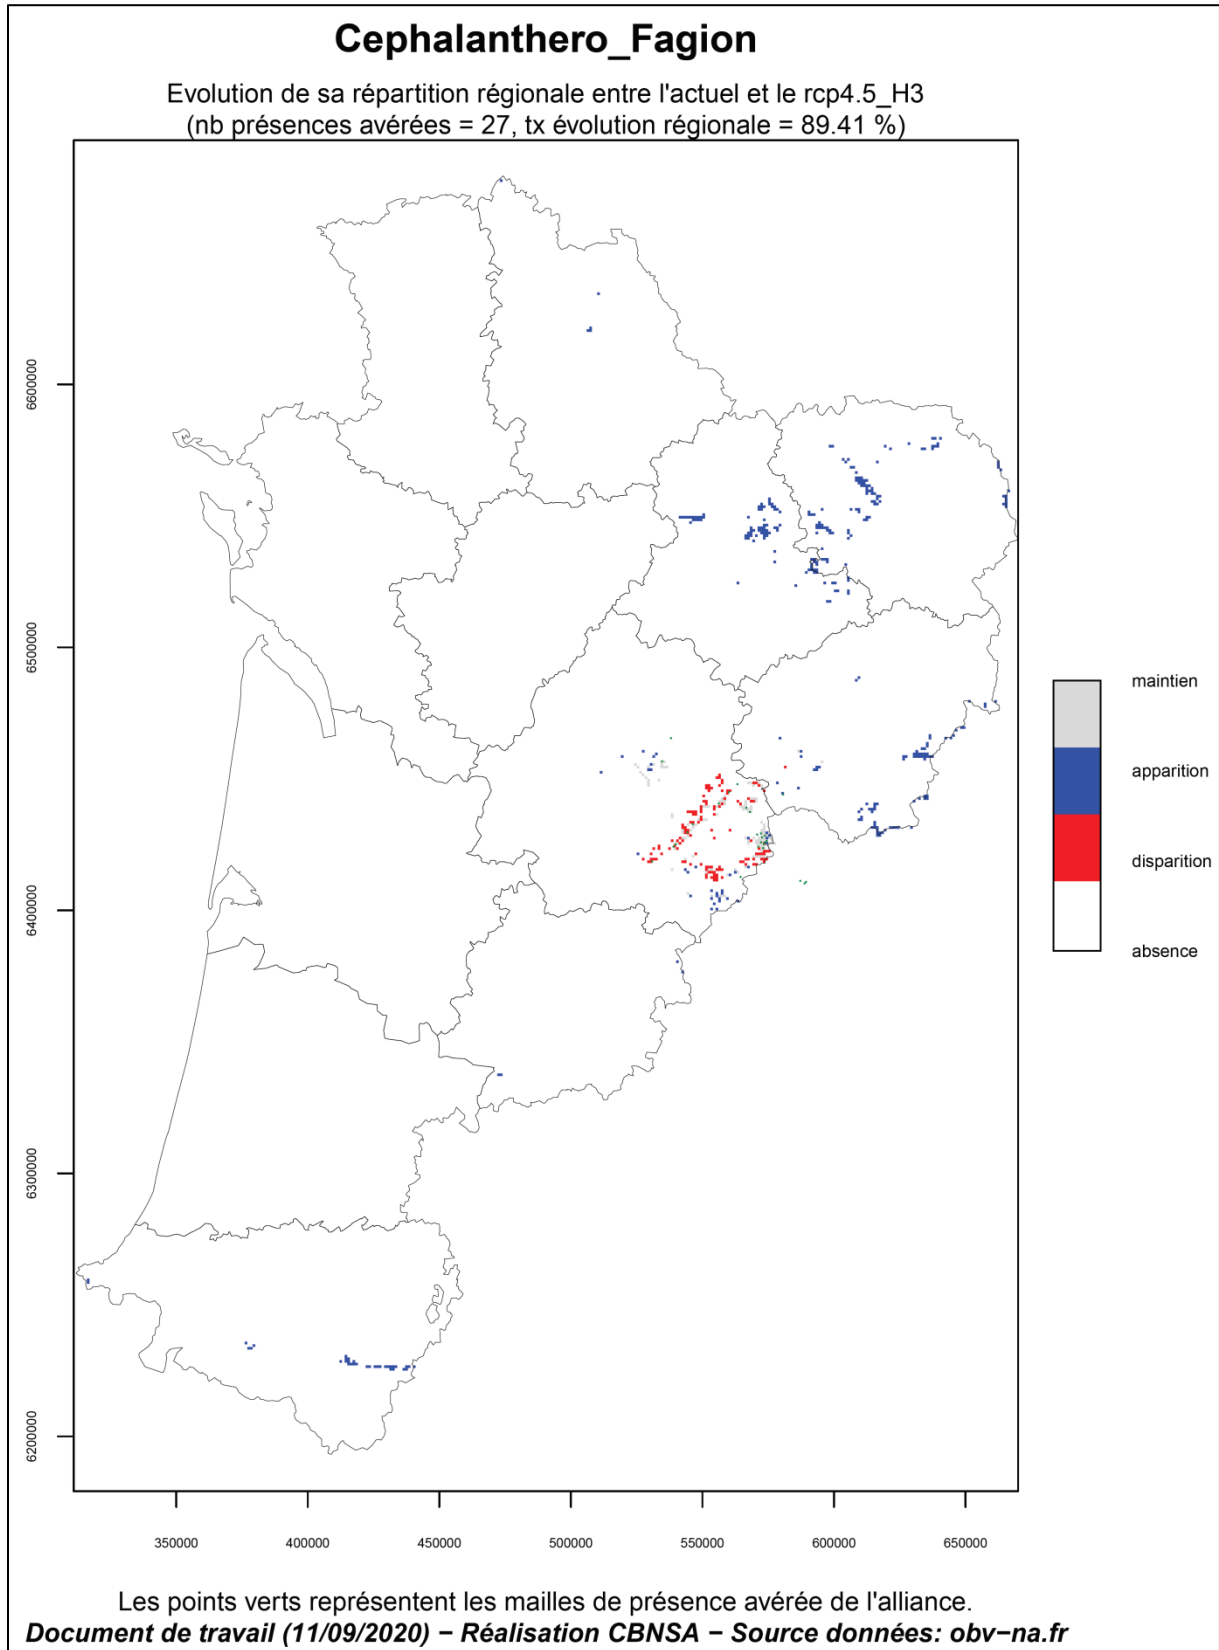 Cephalanthero_Fagion
Evolution de sa répartition régionale entre l'actuel et le rcp4.5_H3
(nb présences avérées = 27, tx évolution régionale = 89.41 %)
6600000
6500000
6400000
6300000
6200000
maintien
apparition
disparition
absence
350000 400000 450000 500000 550000 600000 650000
Les points verts représentent les mailles de présence avérée de l'alliance.
Document de travail (11/09/2020) − Réalisation CBNSA − Source données: obv−na.fr